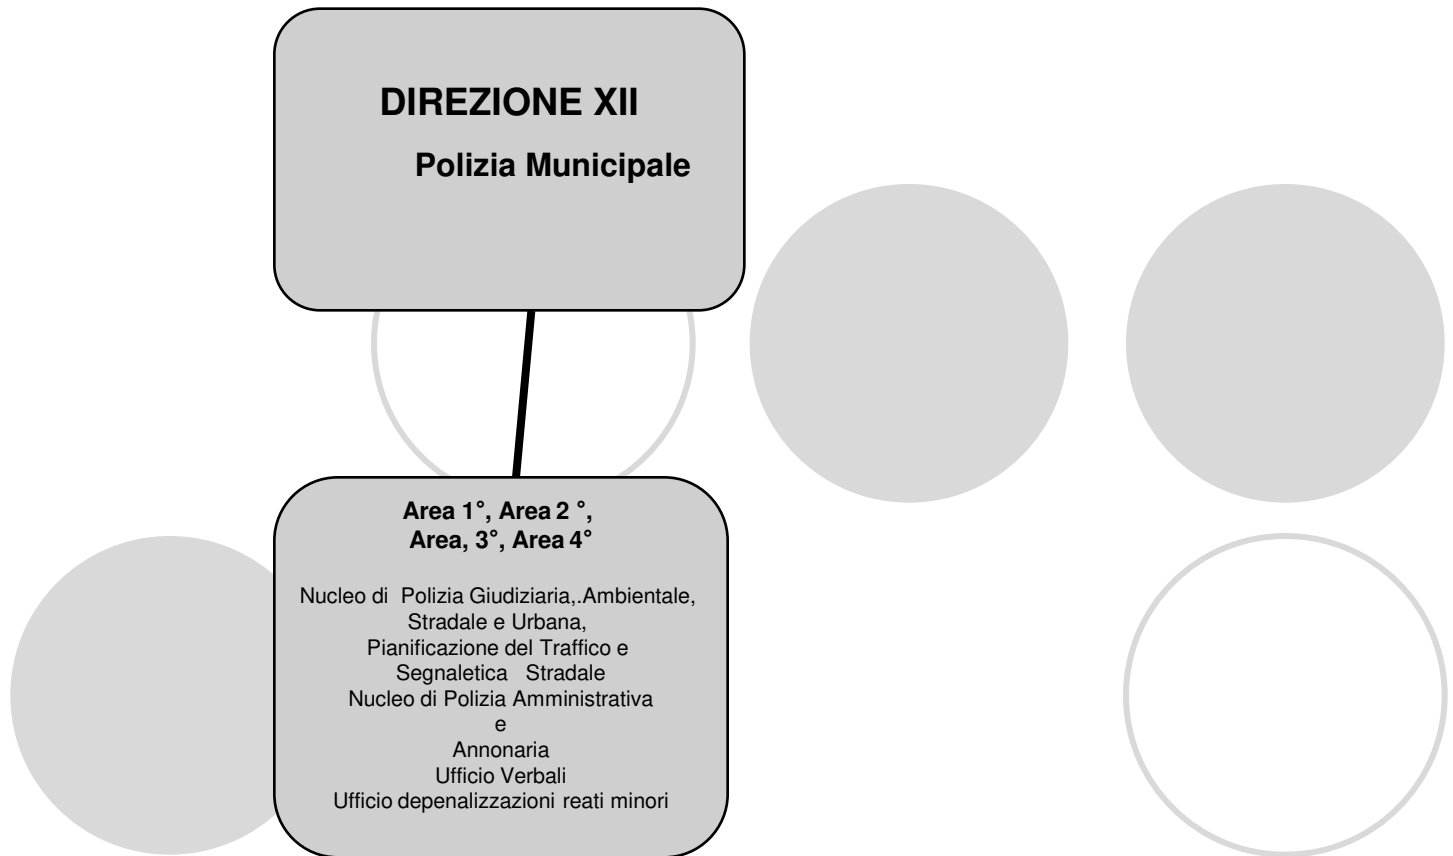 DIREZIONE XII
Polizia Municipale
Area 1°, Area 2 °,
Area, 3°, Area 4°
Nucleo di Polizia Giudiziaria,.Ambientale,
Stradale e Urbana,
Pianificazione del Traffico e
Segnaletica Stradale
Nucleo di Polizia Amministrativa
e
Annonaria
Ufficio Verbali
Ufficio depenalizzazioni reati minori